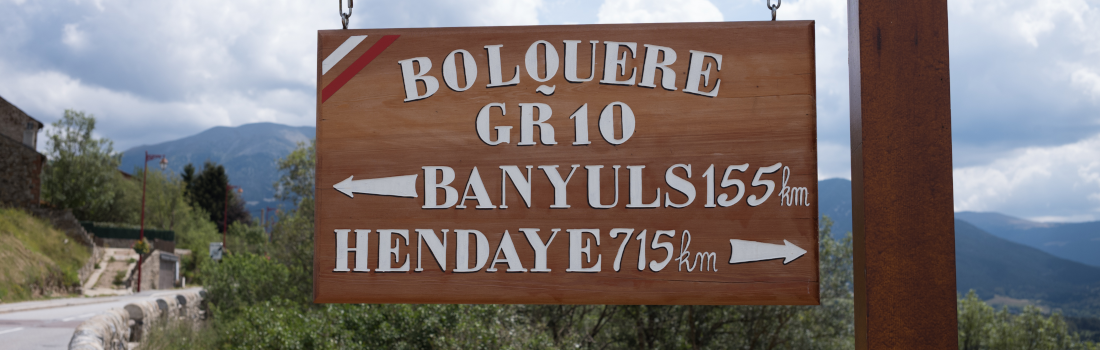 BOLQUERE
GR10
BANYULS 155 km
HENDAYE 715 km